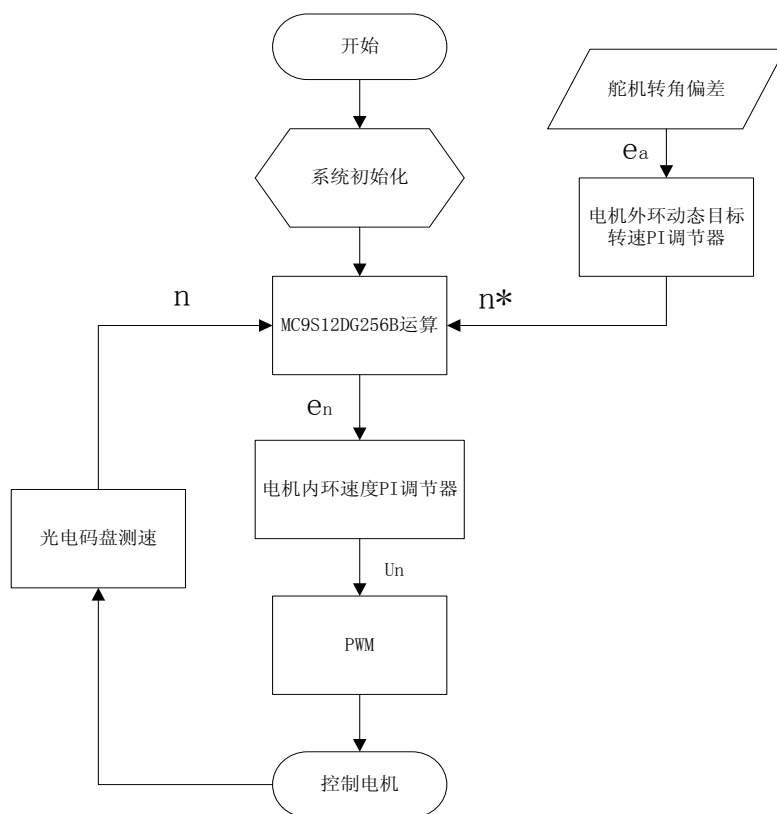 开始
舵机转角偏差
ea
系统初始化
电机外环动态目标
转速PI调节器
n
n*
MC9S12DG256B运算
en
电机内环速度PI调节器
光电码盘测速
Un
PWM
控制电机